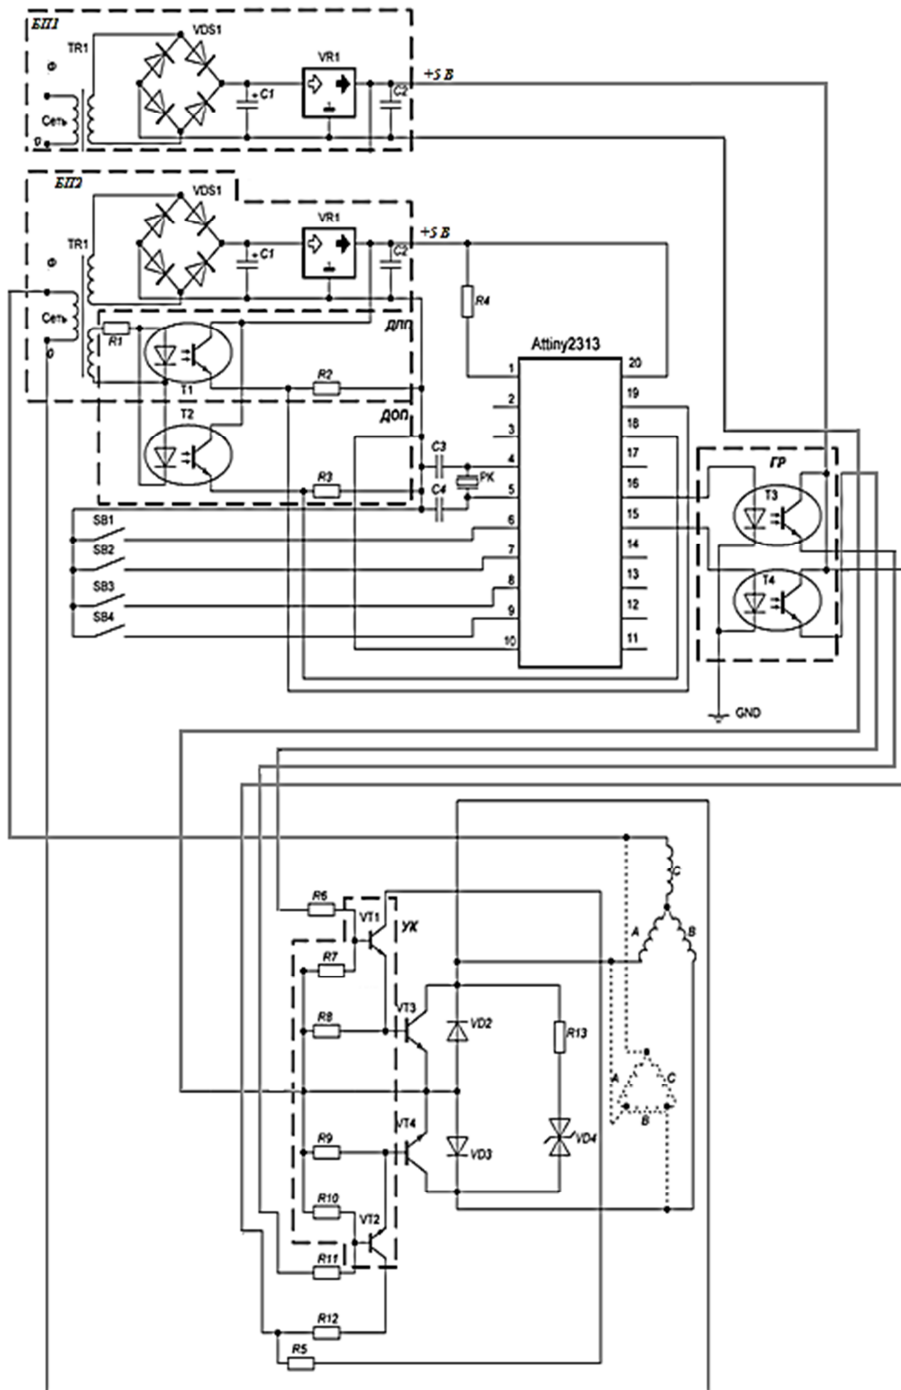 БП1
TR1
VDS1
VR1
Ф
Сеть
0
+ C1
C2
+5 В
БП2
TR1
VDS1
VR1
Ф
Сеть
0
+ C1
C2
+5 В
R4
ДПП
R1
T1
R2
ДОП
T2
R3
Attiny2313
1
2
3
4
5
6
7
8
9
10
20
19
18
17
16
15
14
13
12
11
C3
C4
РК
SB1
SB2
SB3
SB4
ГР
T3
T4
GND
R6
VT1
УК
R7
R8
VT3
VD2
R13
R9
VT4
VD3
VD4
R10
VT2
R11
R12
R5
C
A
B
A
C
B